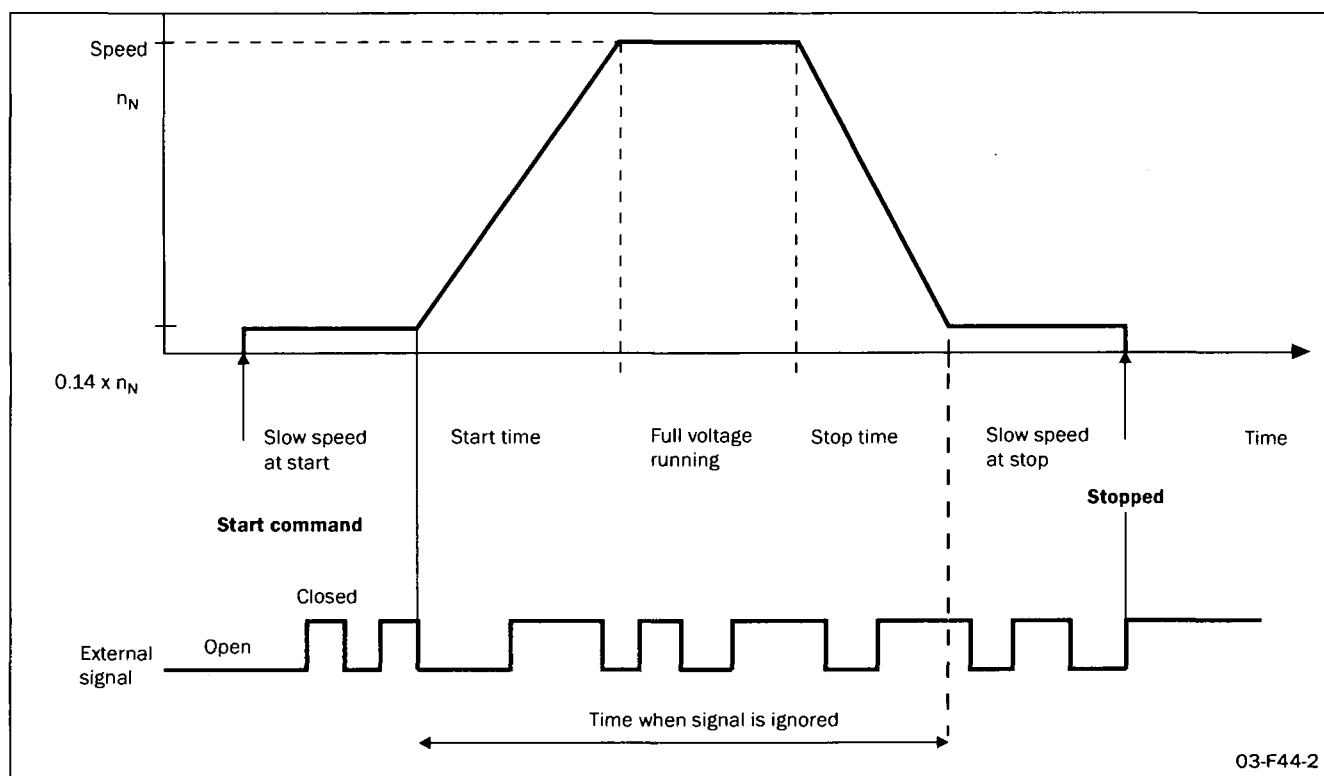 Speed
n_N
0.14 x n_N
Slow speed
at start
Start time
Full voltage
running
Stop time
Slow speed
at stop
Time
Start command
Stopped
Closed
Open
External
signal
Time when signal is ignored
03-F44-2